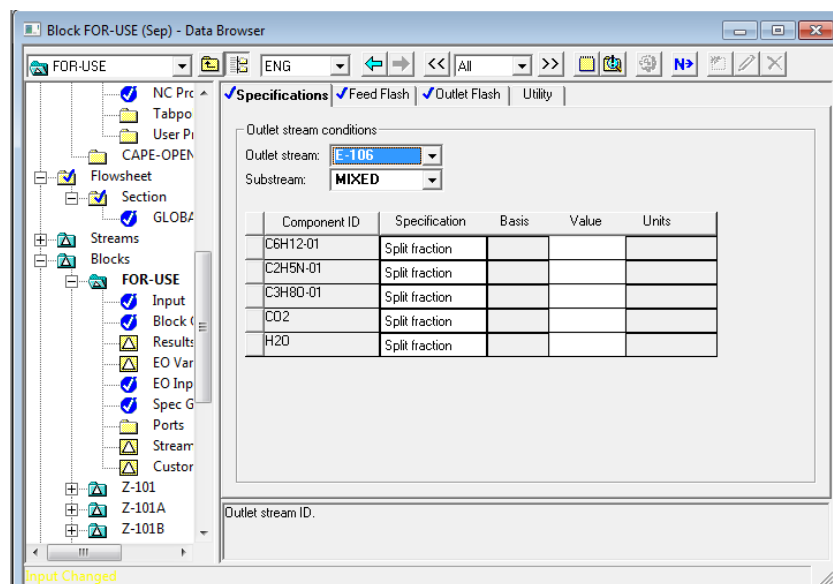 Block FOR-USE (Sep) - Data Browser
FOR-USE ENG << All >> N→
NC Prc
Tabpo
User Pr
CAPE-OPEN
Flowsheet
Section
GLOBA
Streams
Blocks
FOR-USE
Input
Block (
Results
EO Var
EO Inp
Spec G
Ports
Stream
Custor
Z-101
Z-101A
Z-101B
Specifications Feed Flash Outlet Flash Utility
Outlet stream conditions
Outlet stream: E-106
Substream: MIXED
Component ID Specification Basis Value Units
C6H12-01 Split fraction
C2H5N-01 Split fraction
C3H8O-01 Split fraction
CO2 Split fraction
H2O Split fraction
Outlet stream ID.
Input Changed